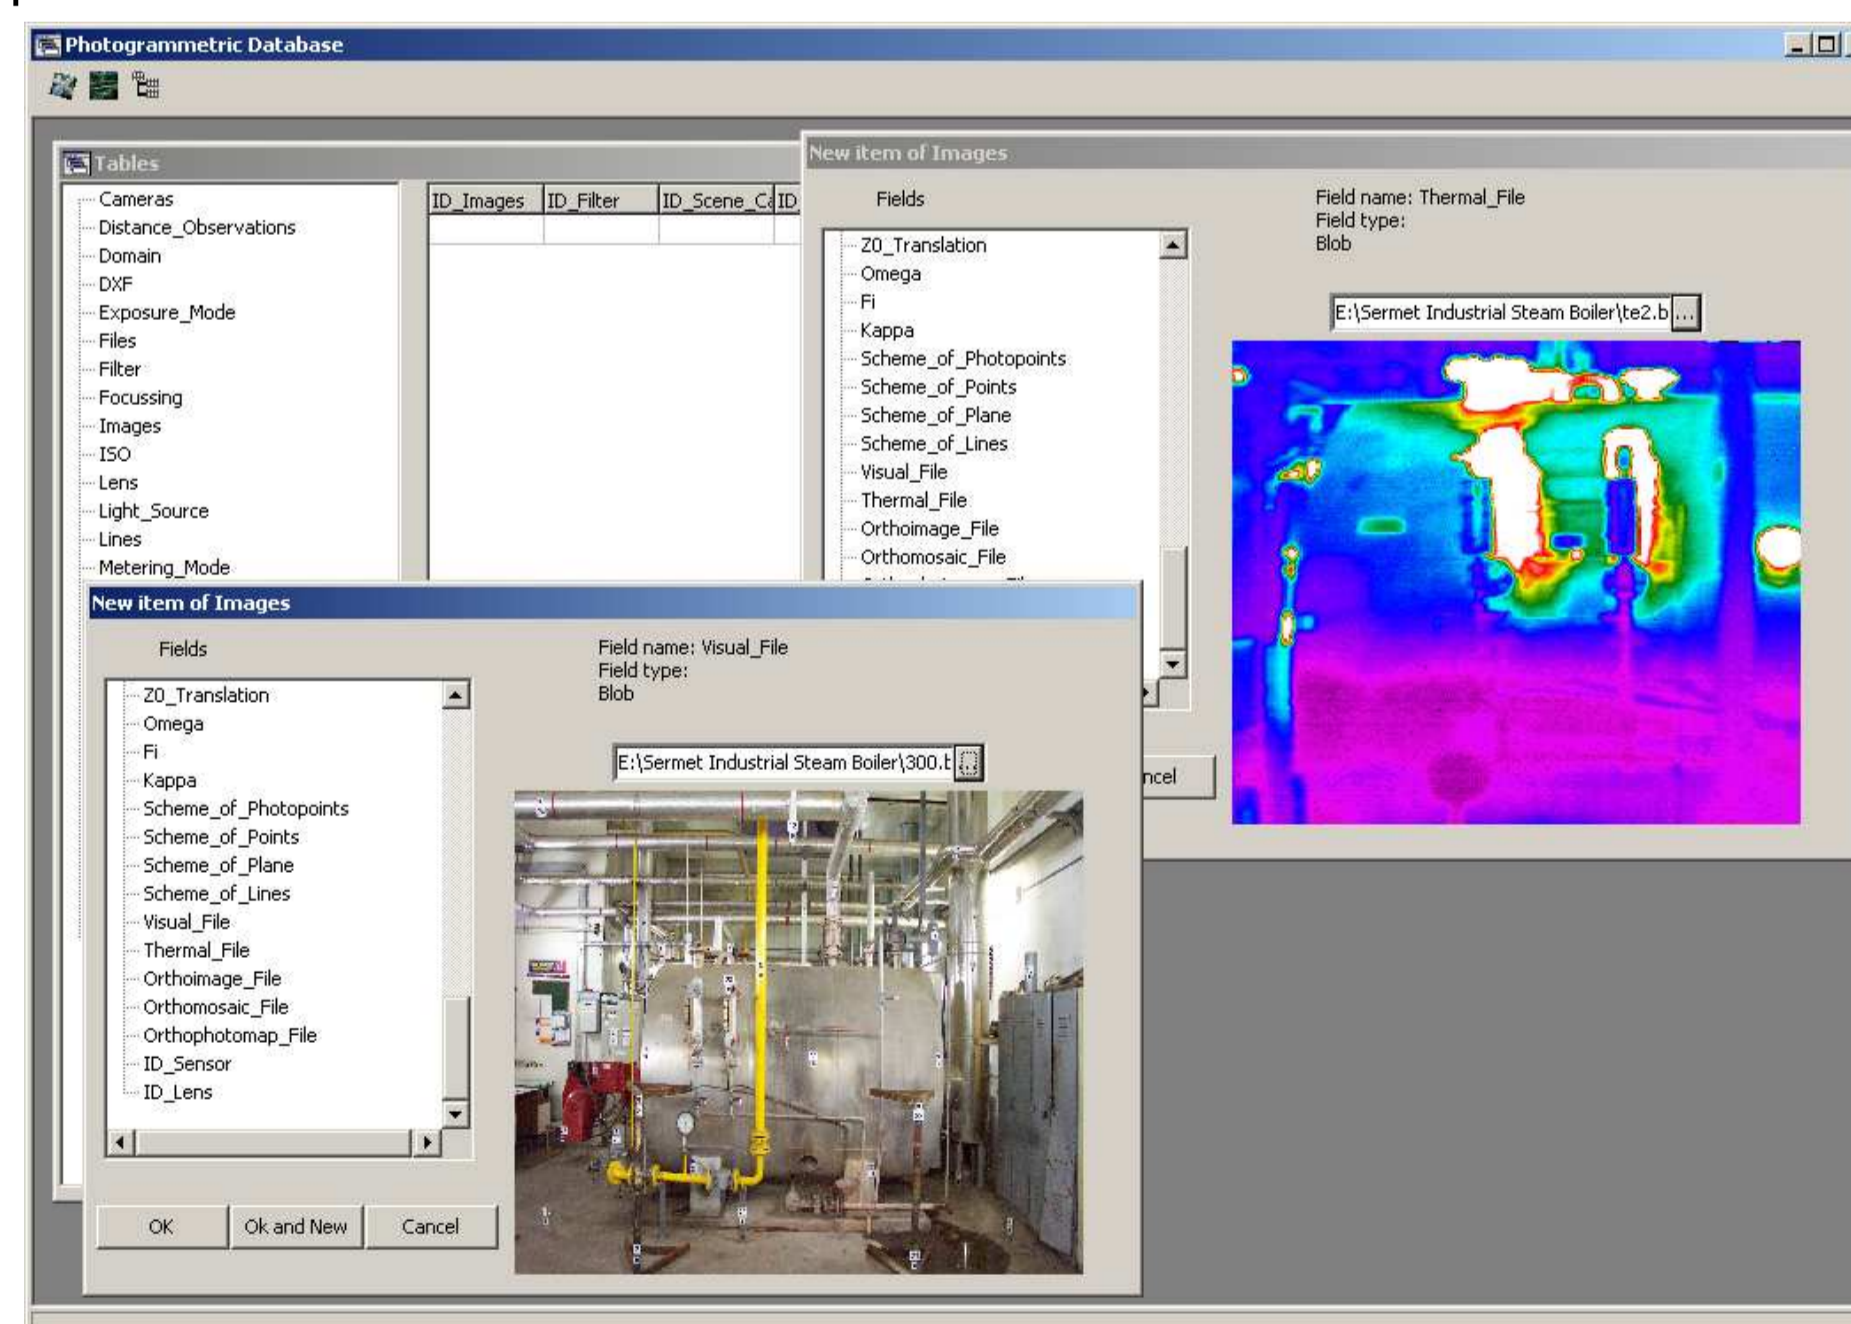 Photogrammetric Database
Tables
Cameras
Distance_Observations
Domain
DXF
Exposure_Mode
Files
Filter
Focussing
Images
ISO
Lens
Light_Source
Lines
Metering_Mode
ID_Images ID_Filter ID_Scene_Ca ID
New item of Images
Fields
Z0_Translation
Omega
Fi
Kappa
Scheme_of_Photopoints
Scheme_of_Points
Scheme_of_Plane
Scheme_of_Lines
Visual_File
Thermal_File
Orthoimage_File
Orthomosaic_File
Field name: Thermal_File
Field type:
Blob
E:\Sermet Industrial Steam Boiler\te2.b ...
ncel
New item of Images
Fields
Z0_Translation
Omega
Fi
Kappa
Scheme_of_Photopoints
Scheme_of_Points
Scheme_of_Plane
Scheme_of_Lines
Visual_File
Thermal_File
Orthoimage_File
Orthomosaic_File
Orthophotomap_File
ID_Sensor
ID_Lens
Field name: Visual_File
Field type:
Blob
E:\Sermet Industrial Steam Boiler\300.b ...
OK Ok and New Cancel